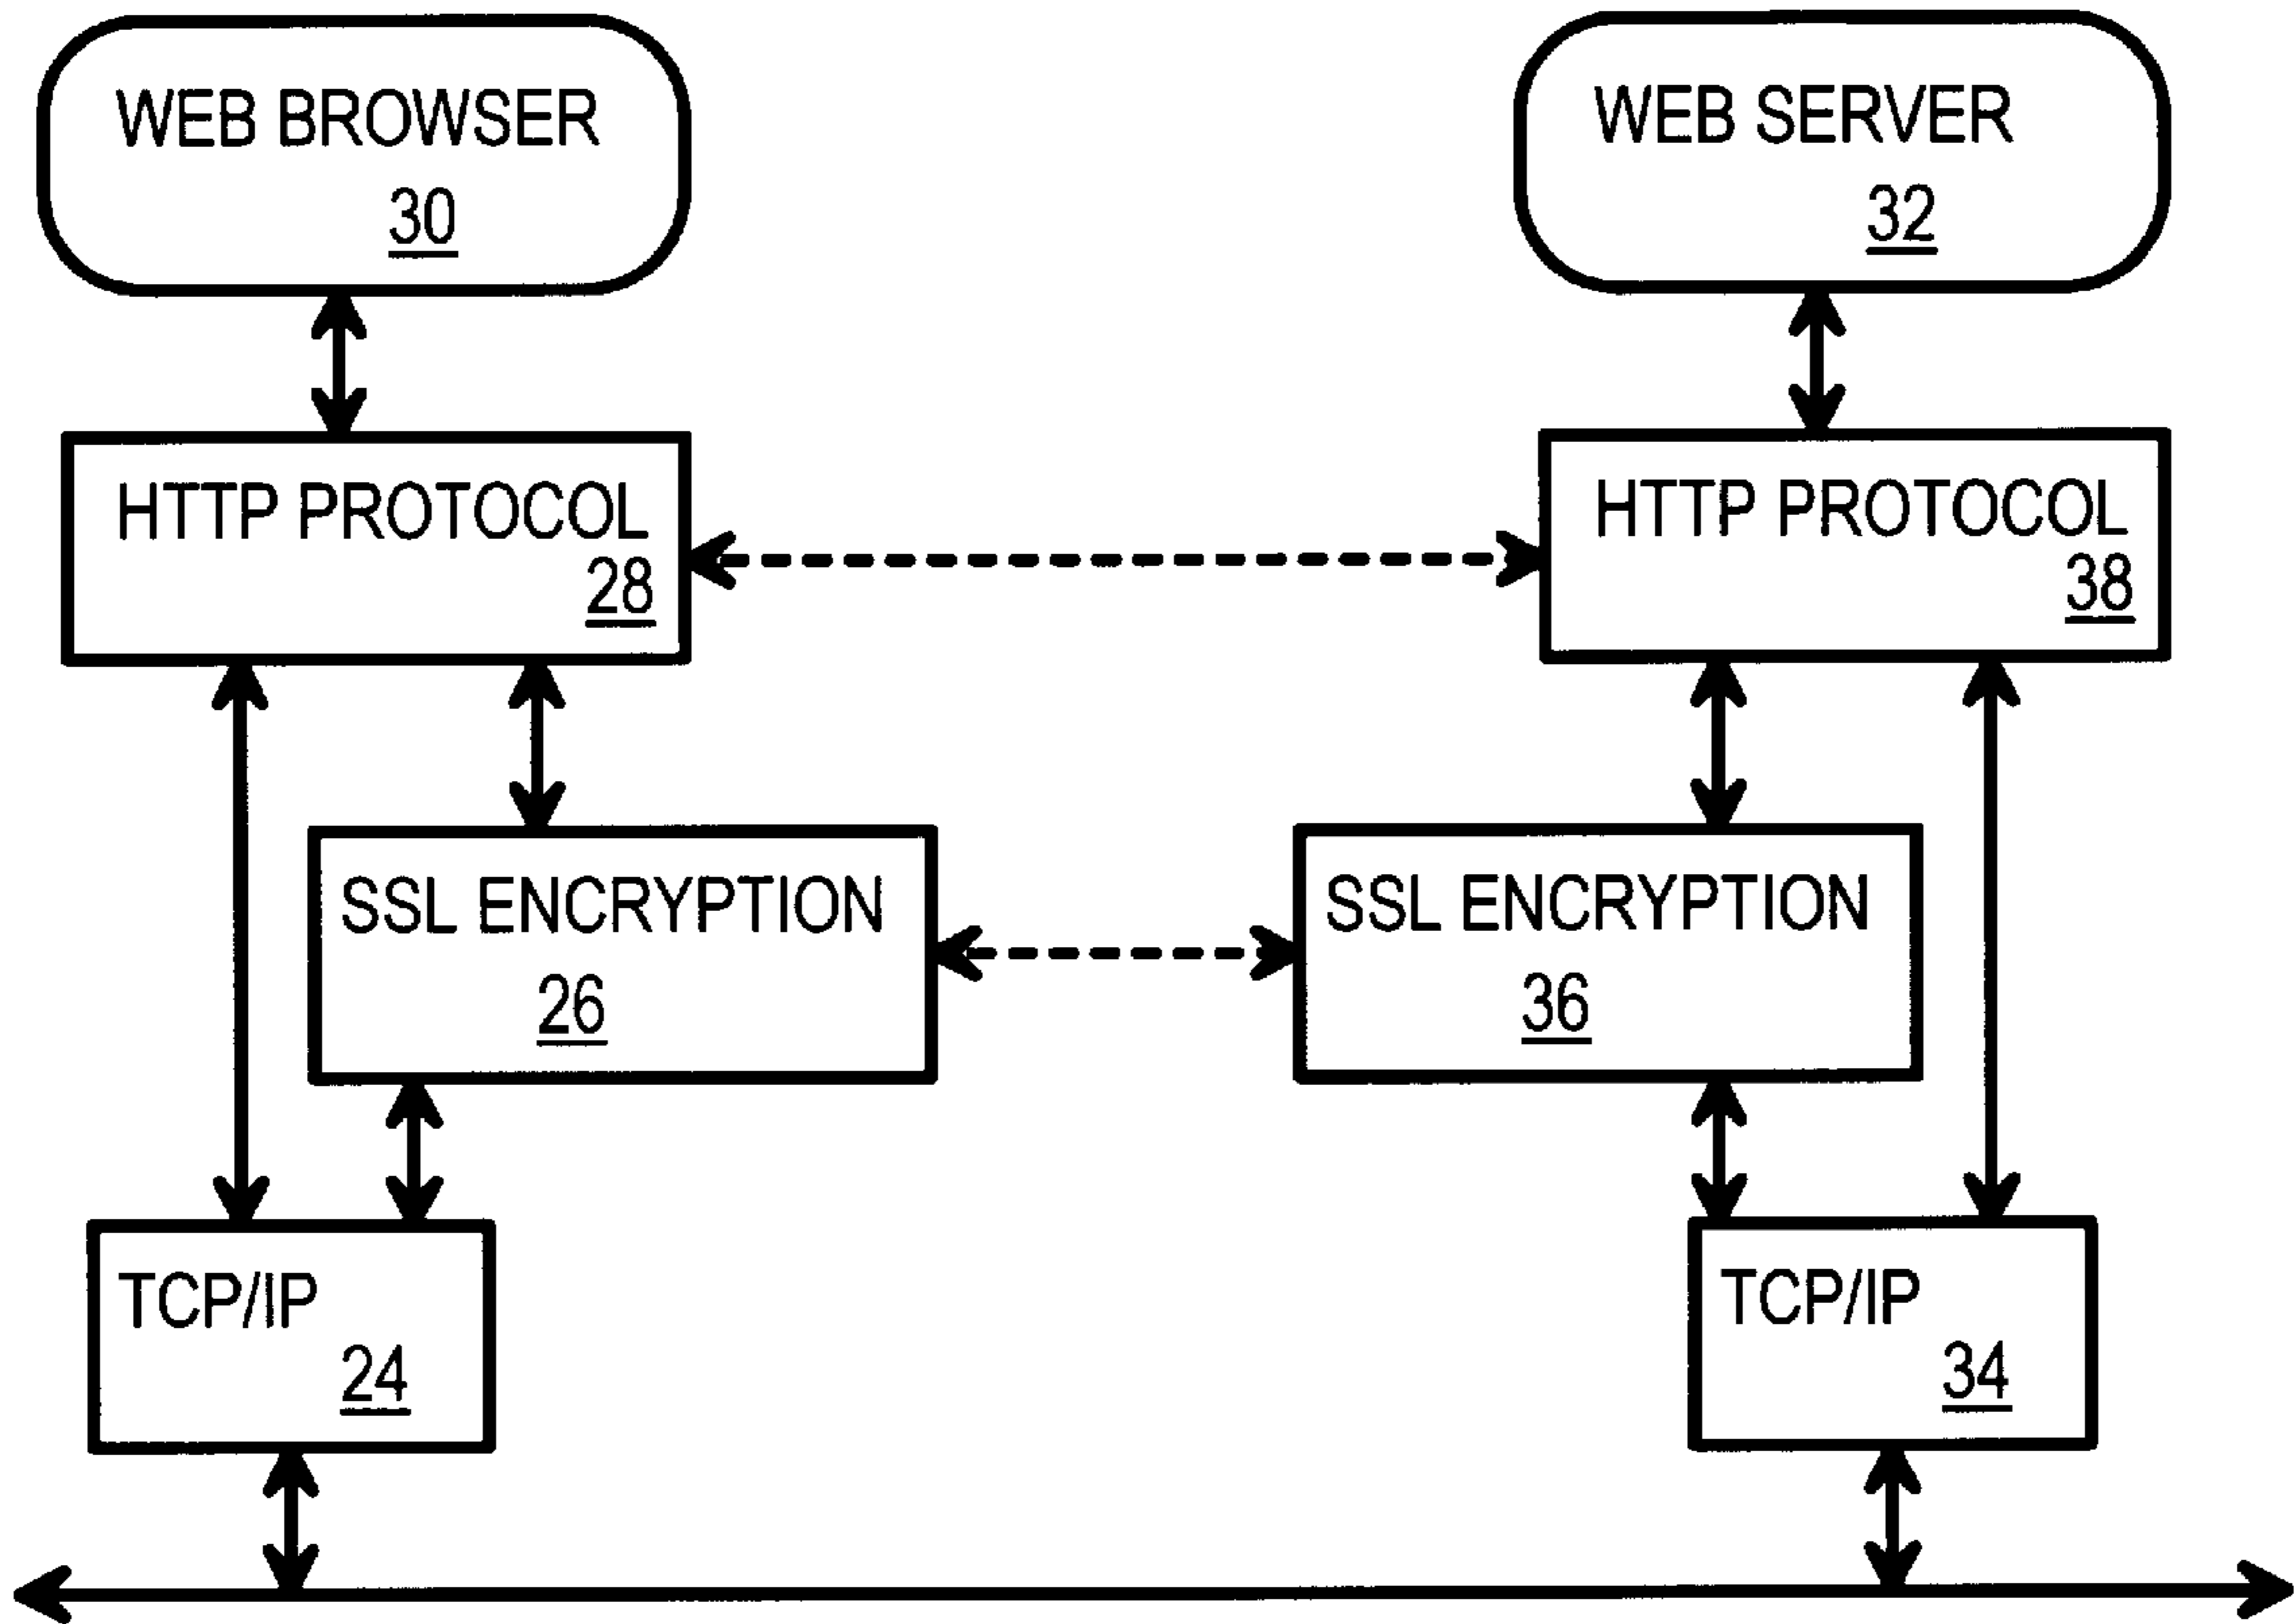 WEB BROWSER
30
WEB SERVER
32
HTTP PROTOCOL
28
HTTP PROTOCOL
38
SSL ENCRYPTION
26
SSL ENCRYPTION
36
TCP/IP
24
TCP/IP
34